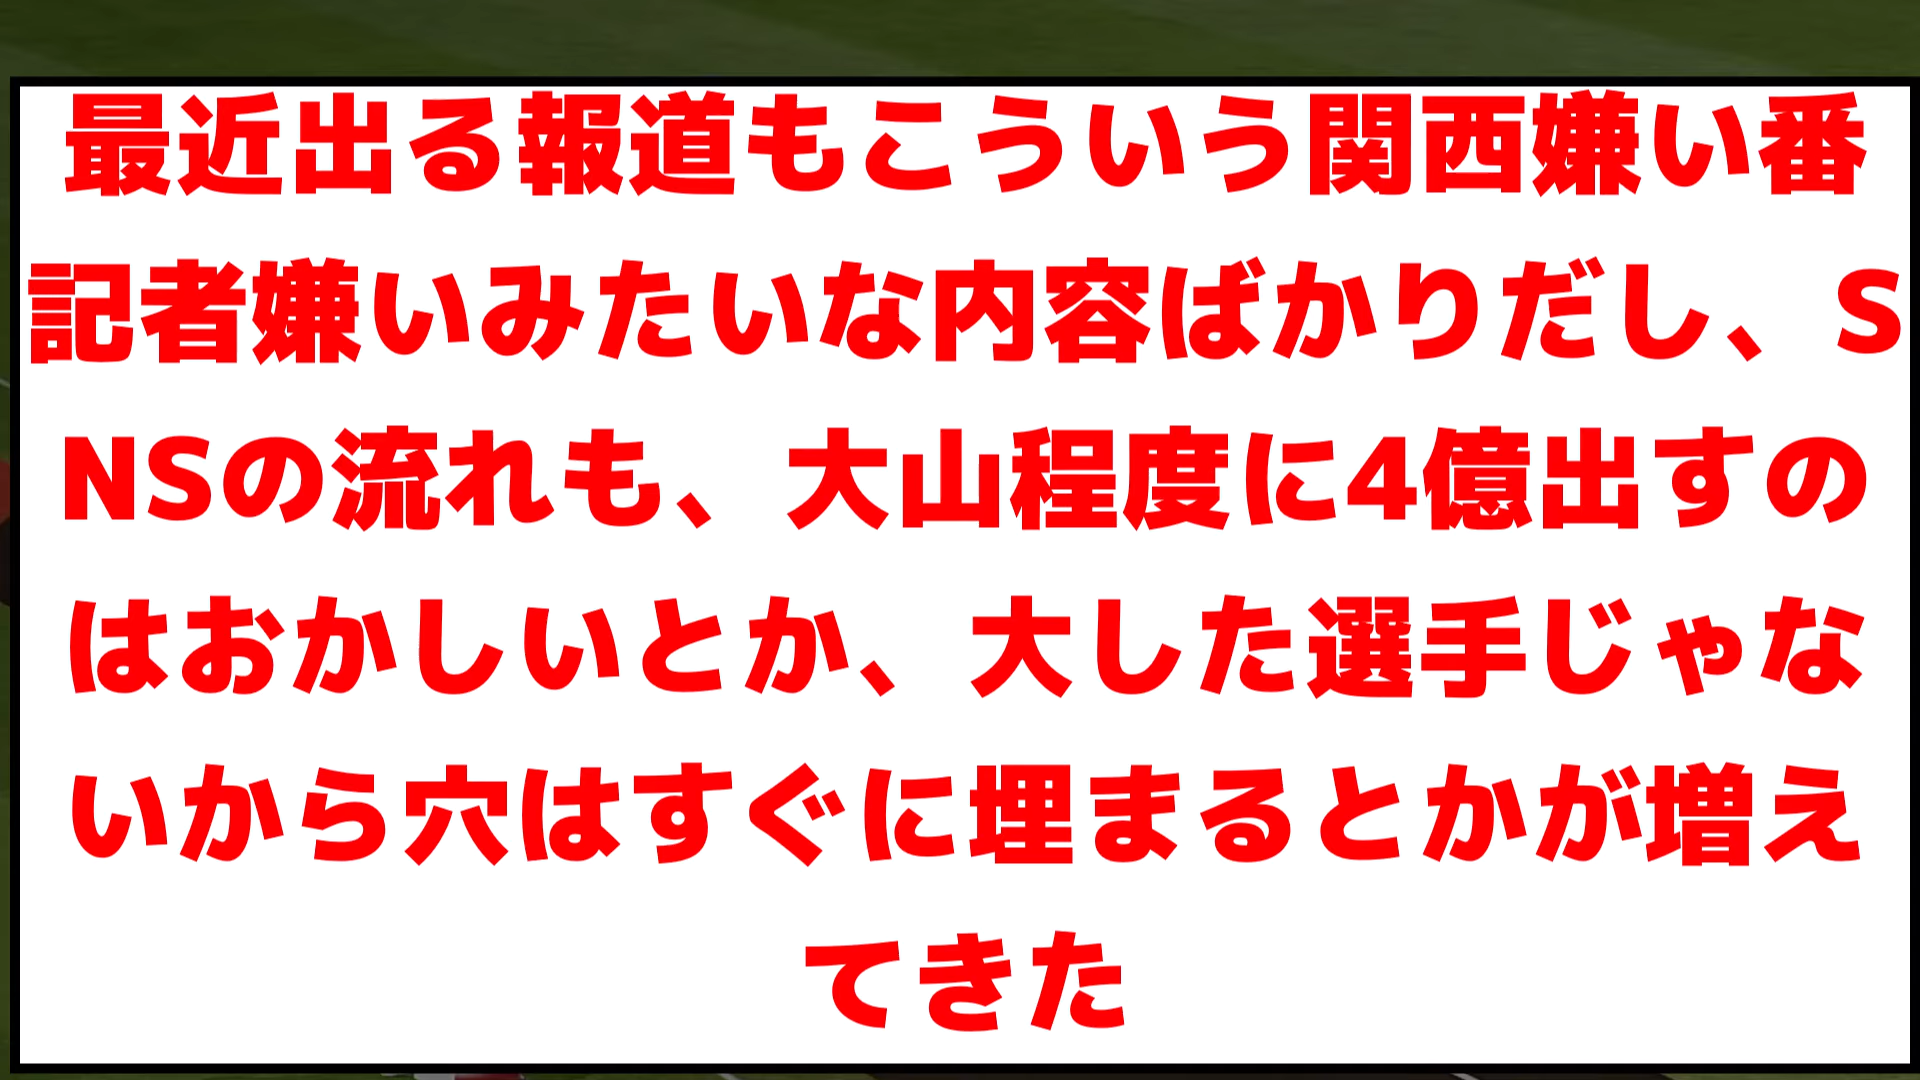 最近出る報道もこういう関西嫌い番
記者嫌いみたいな内容ばかりだし、S
NSの流れも、大山程度に4億出すの
はおかしいとか、大した選手じゃな
いから穴はすぐに埋まるとかが増え
てきた